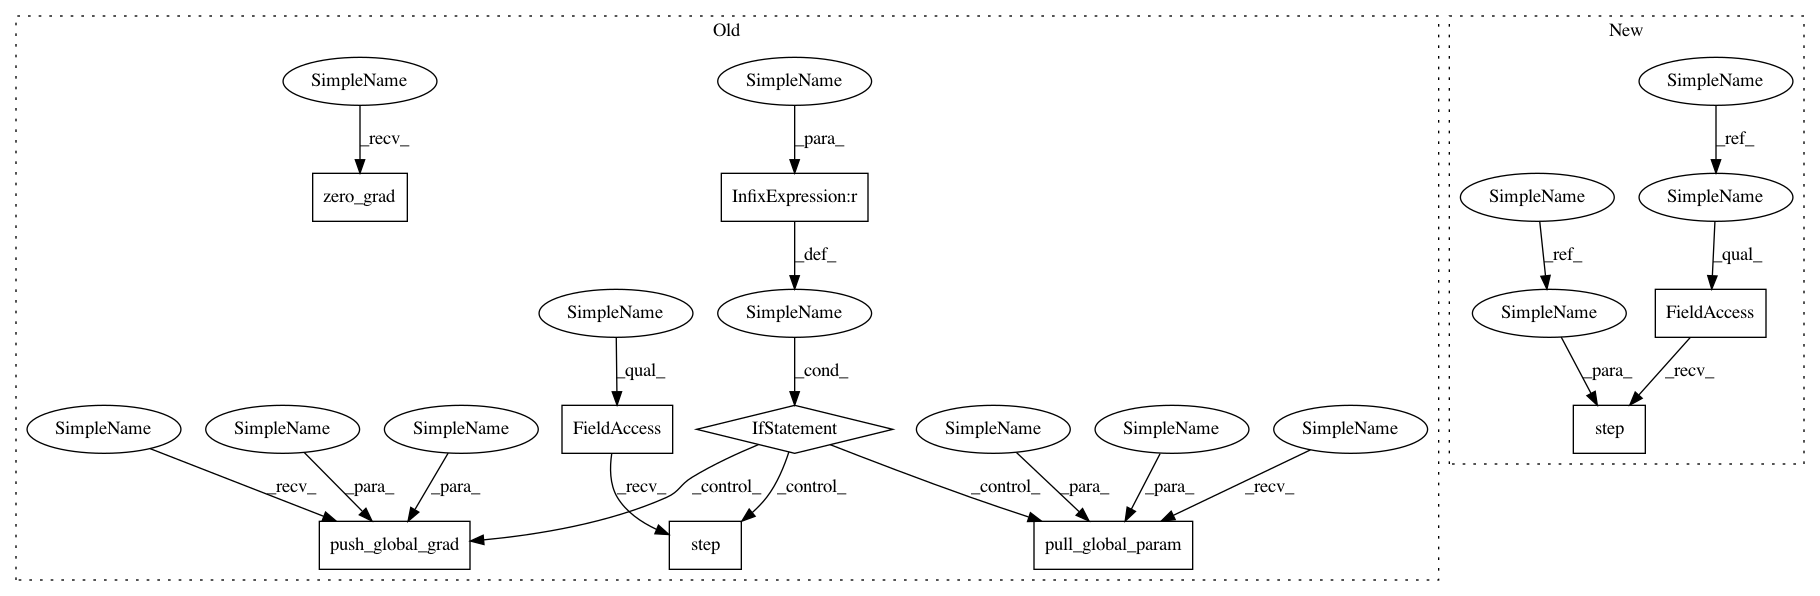 Old
New
SimpleName
SimpleName
SimpleName
_recv_
_para_
_ref_
zero_grad
InfixExpression:r
SimpleName
SimpleName
_def_
_ref_
_qual_
SimpleName
SimpleName
SimpleName
FieldAccess
_qual_
_cond_
_para_
_recv_
SimpleName
SimpleName
SimpleName
FieldAccess
IfStatement
SimpleName
SimpleName
SimpleName
step
_recv_
_para_
_para_
_recv_
_control_
_control_
_control_
_para_
_para_
_recv_
push_global_grad
step
pull_global_param